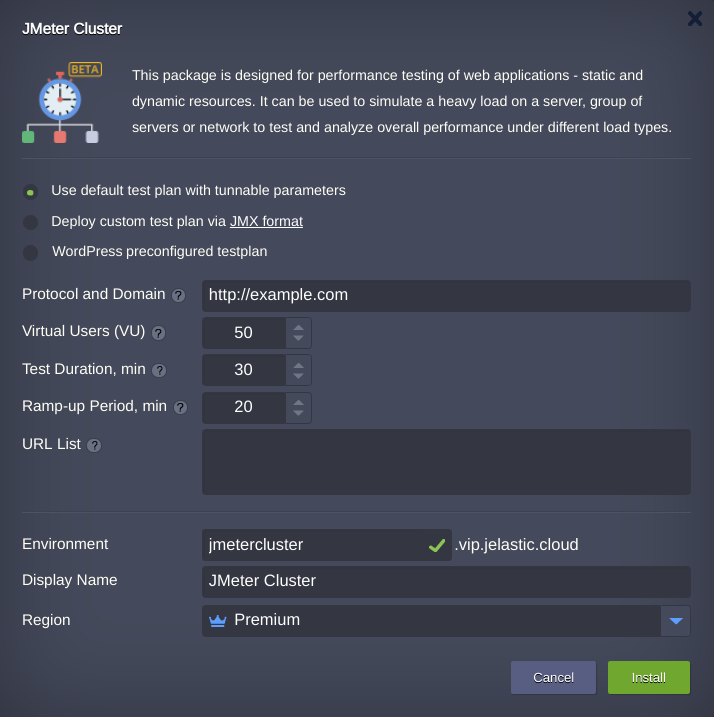 JMeter Cluster
BETA
This package is designed for performance testing of web applications - static and
dynamic resources. It can be used to simulate a heavy load on a server, group of
servers or network to test and analyze overall performance under different load types.
Use default test plan with tunnable parameters
Deploy custom test plan via JMX format
WordPress preconfigured testplan
Protocol and Domain ? http://example.com
Virtual Users (VU) ? 50
Test Duration, min ? 30
Ramp-up Period, min ? 20
URL List ?
Environment jmetercluster .vip.jelastic.cloud
Display Name JMeter Cluster
Region Premium
Cancel Install